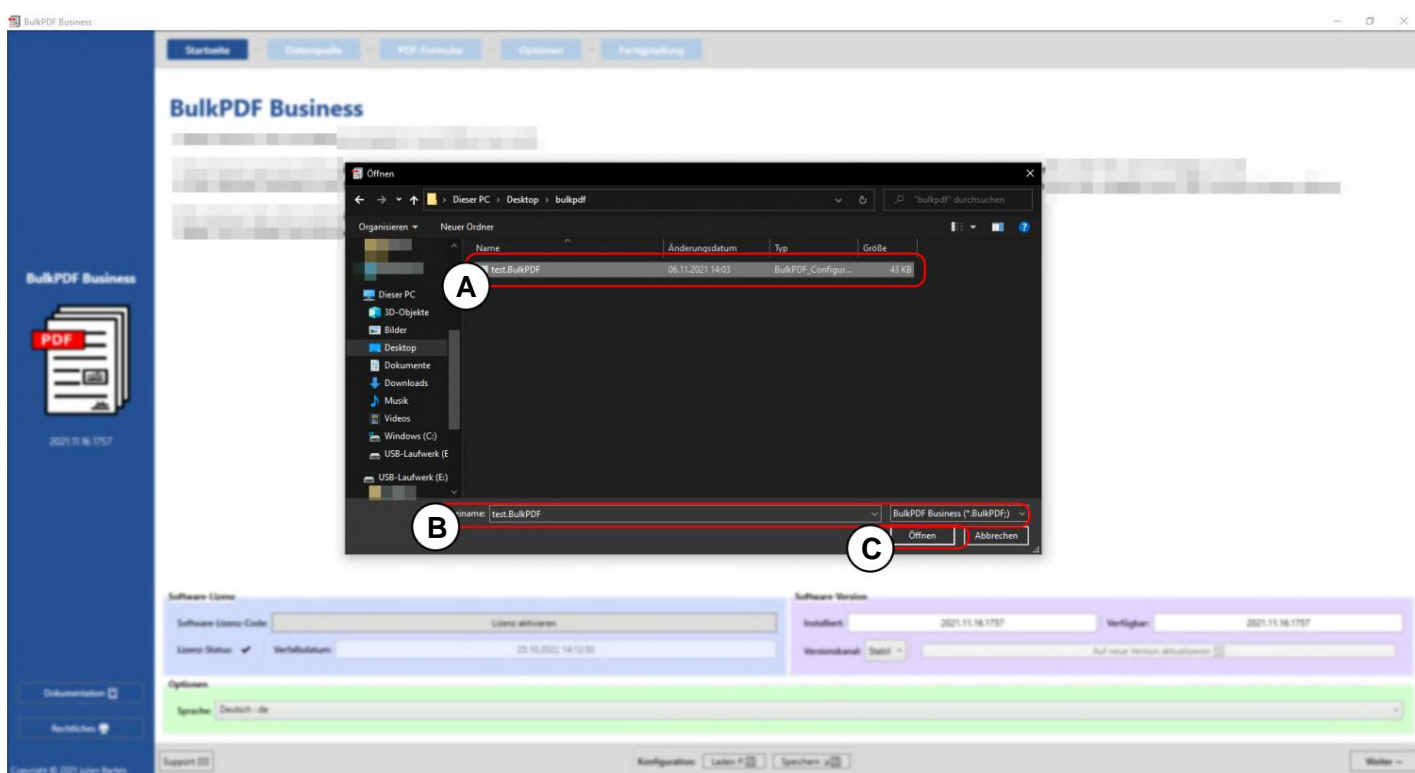 BulkPDF Business
Startseite Datenquelle PDF-Formular Optionen Fertigstellung
BulkPDF Business
Öffnen
Dieser PC › Desktop › bulkpdf
"bulkpdf" durchsuchen
Organisieren Neuer Ordner
Name Änderungsdatum Typ Größe
test.BulkPDF 06.11.2021 14:03 BulkPDF_Configur... 43 KB
A
Dieser PC
3D-Objekte
Bilder
Desktop
Dokumente
Downloads
Musik
Videos
Windows (C:)
USB-Laufwerk (E
USB-Laufwerk (E:)
B
einame: test.BulkPDF BulkPDF Business (*.BulkPDF;)
C
Öffnen Abbrechen
BulkPDF Business
PDF
2021.11.16.1757
Software-Lizenz
Software-Lizenz-Code: Lizenz aktivieren
Lizenz-Status: ✔ Verfallsdatum: 25.10.2022 14:12:50
Software-Version
Installiert: 2021.11.16.1757 Verfügbar: 2021.11.16.1757
Versionskanal: Stabil Auf neue Version aktualisieren
Optionen
Sprache: Deutsch - de
Dokumentation
Rechtliches
Support
Konfiguration: Laden Speichern
Weiter →